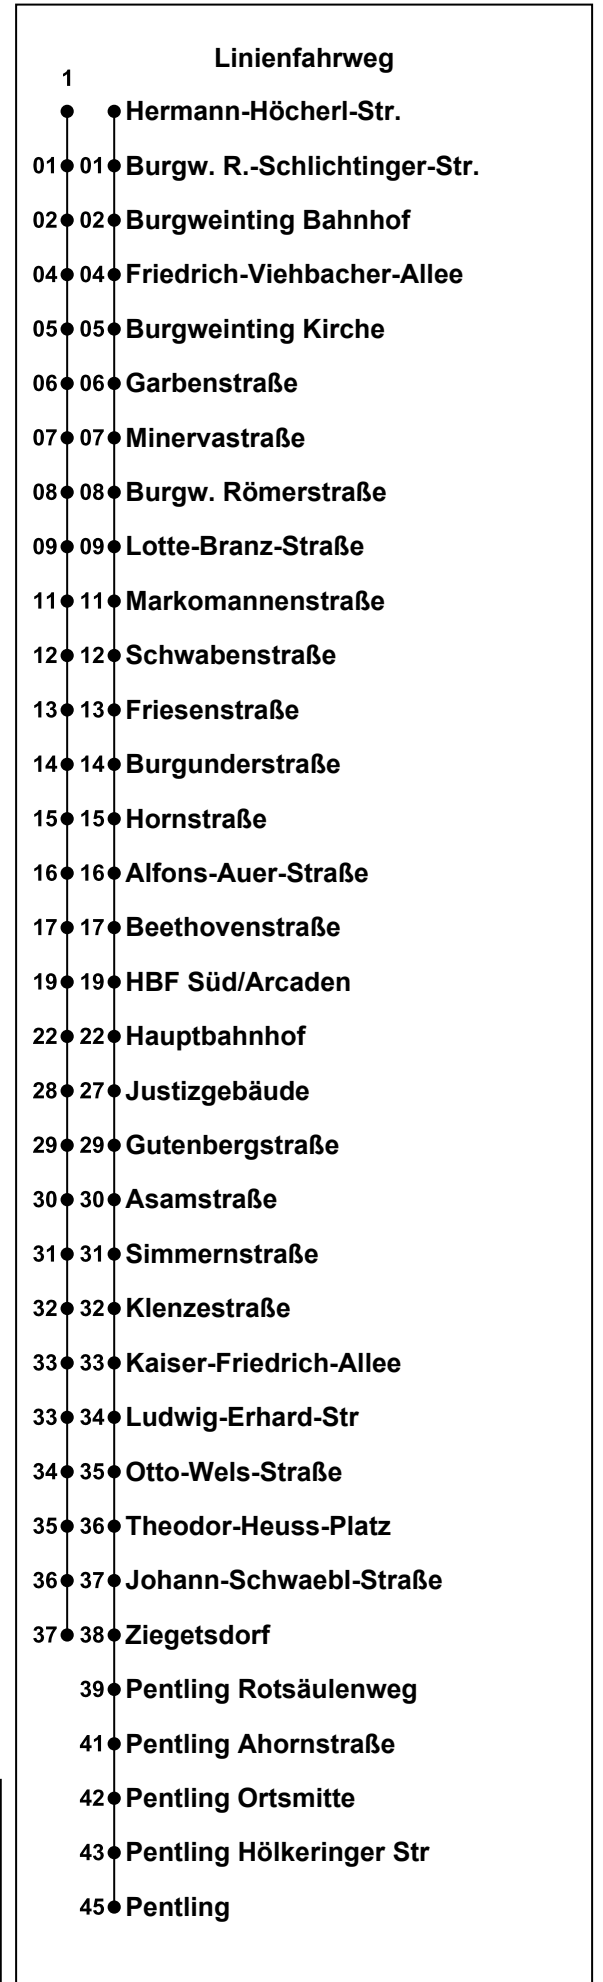 Linienfahrweg
1
Hermann-Höcherl-Str.
01 01 Burgw. R.-Schlichtinger-Str.
02 02 Burgweinting Bahnhof
04 04 Friedrich-Viehbacher-Allee
05 05 Burgweinting Kirche
06 06 Garbenstraße
07 07 Minervastraße
08 08 Burgw. Römerstraße
09 09 Lotte-Branz-Straße
11 11 Markomannenstraße
12 12 Schwabenstraße
13 13 Friesenstraße
14 14 Burgunderstraße
15 15 Hornstraße
16 16 Alfons-Auer-Straße
17 17 Beethovenstraße
19 19 HBF Süd/Arcaden
22 22 Hauptbahnhof
28 27 Justizgebäude
29 29 Gutenbergstraße
30 30 Asamstraße
31 31 Simmernstraße
32 32 Klenzestraße
33 33 Kaiser-Friedrich-Allee
33 34 Ludwig-Erhard-Str
34 35 Otto-Wels-Straße
35 36 Theodor-Heuss-Platz
36 37 Johann-Schwaebl-Straße
37 38 Ziegetsdorf
39 Pentling Rotsäulenweg
41 Pentling Ahornstraße
42 Pentling Ortsmitte
43 Pentling Hölkeringer Str
45 Pentling